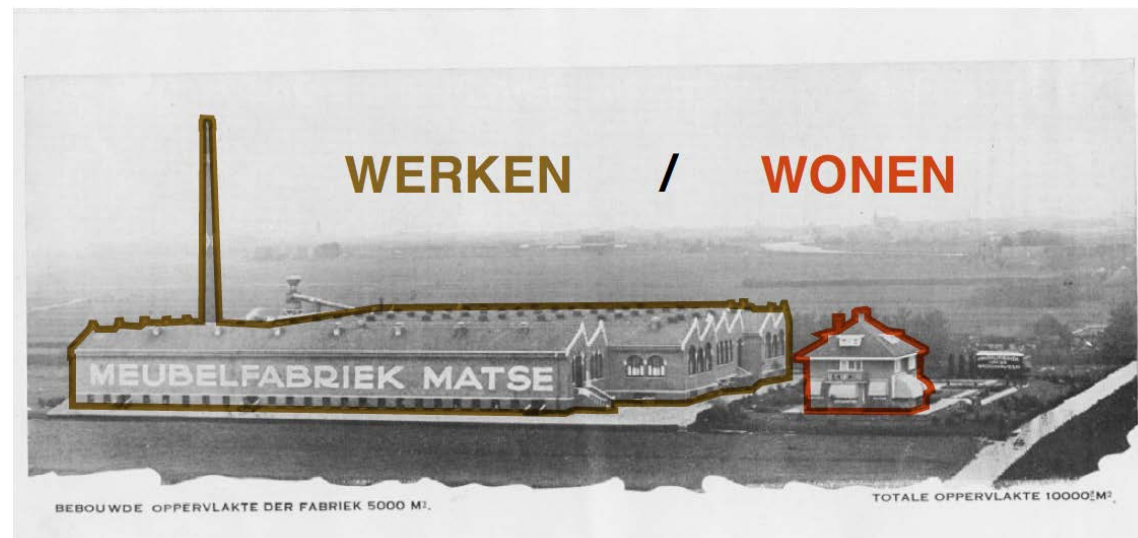 WERKEN / WONEN
MEUBELFABRIEK MATSE
BEBOUWDE OPPERVLAKTE DER FABRIEK 5000 M².
TOTALE OPPERVLAKTE 10000 M².